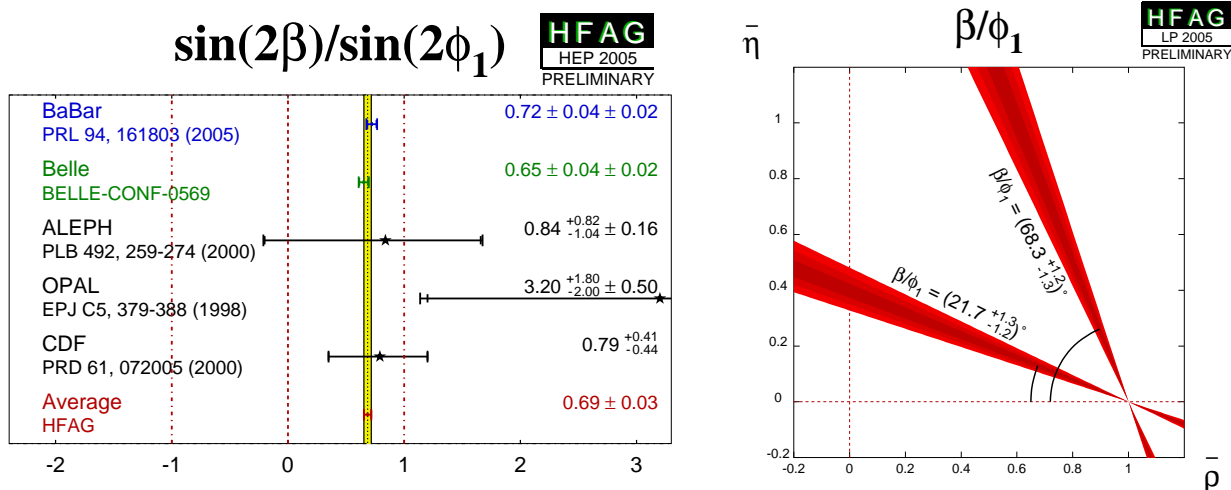 sin(2β)/sin(2ϕ₁)
HFAG
HEP 2005
PRELIMINARY
BaBar
PRL 94, 161803 (2005)
0.72 ± 0.04 ± 0.02
Belle
BELLE-CONF-0569
0.65 ± 0.04 ± 0.02
ALEPH
PLB 492, 259-274 (2000)
0.84 +0.82 -1.04 ± 0.16
OPAL
EPJ C5, 379-388 (1998)
3.20 +1.80 -2.00 ± 0.50
CDF
PRD 61, 072005 (2000)
0.79 +0.41 -0.44
Average
HFAG
0.69 ± 0.03
-2 -1 0 1 2 3
β/ϕ₁
HFAG
LP 2005
PRELIMINARY
η̄
1
0.8
0.6
0.4
0.2
0
-0.2
β/ϕ₁ = (68.3 +1.2 -1.3)°
β/ϕ₁ = (21.7 +1.3 -1.2)°
-0.2 0 0.2 0.4 0.6 0.8 1
ρ̄